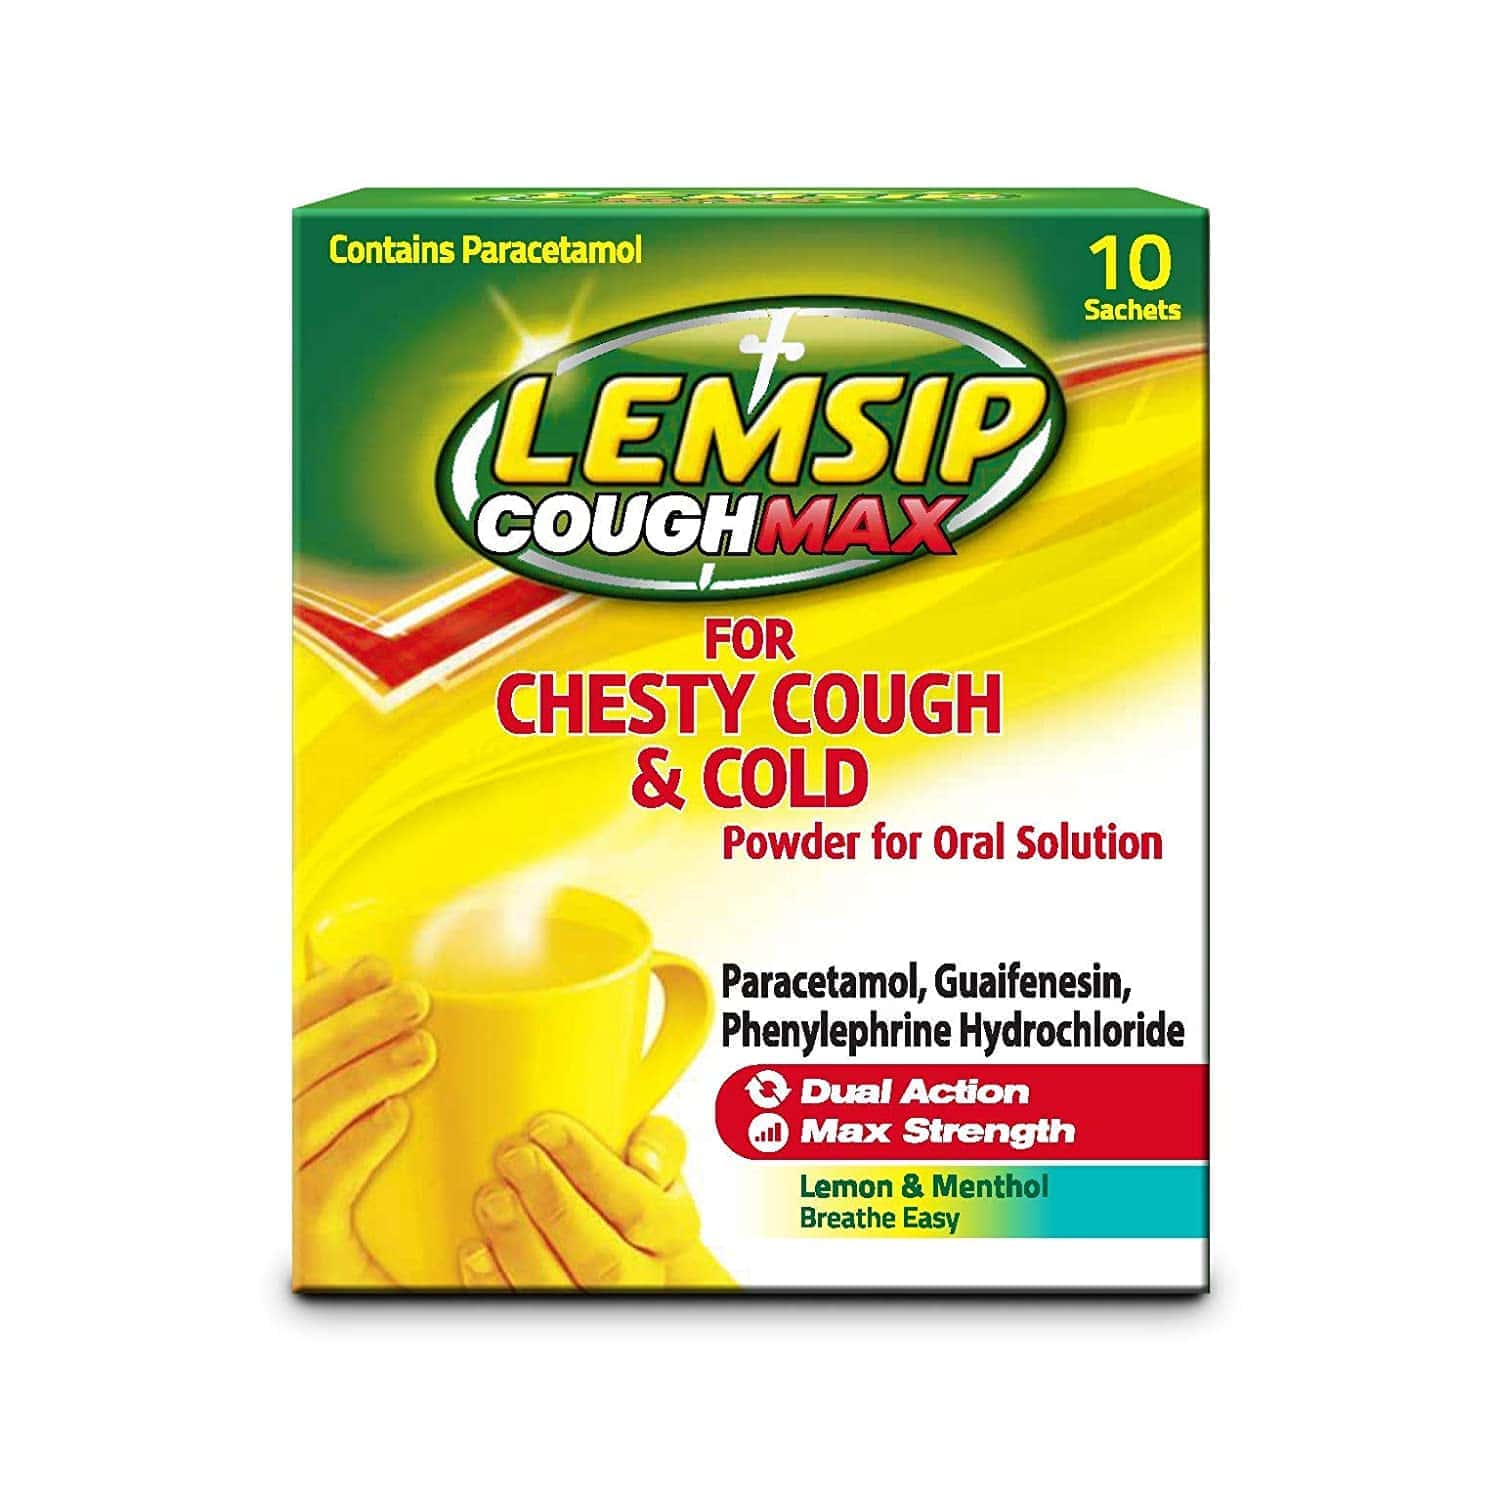 Contains Paracetamol
10
Sachets
LEMSIP
COUGHMAX
FOR
CHESTY COUGH
& COLD
Powder for Oral Solution
Paracetamol, Guaifenesin,
Phenylephrine Hydrochloride
Dual Action
Max Strength
Lemon & Menthol
Breathe Easy